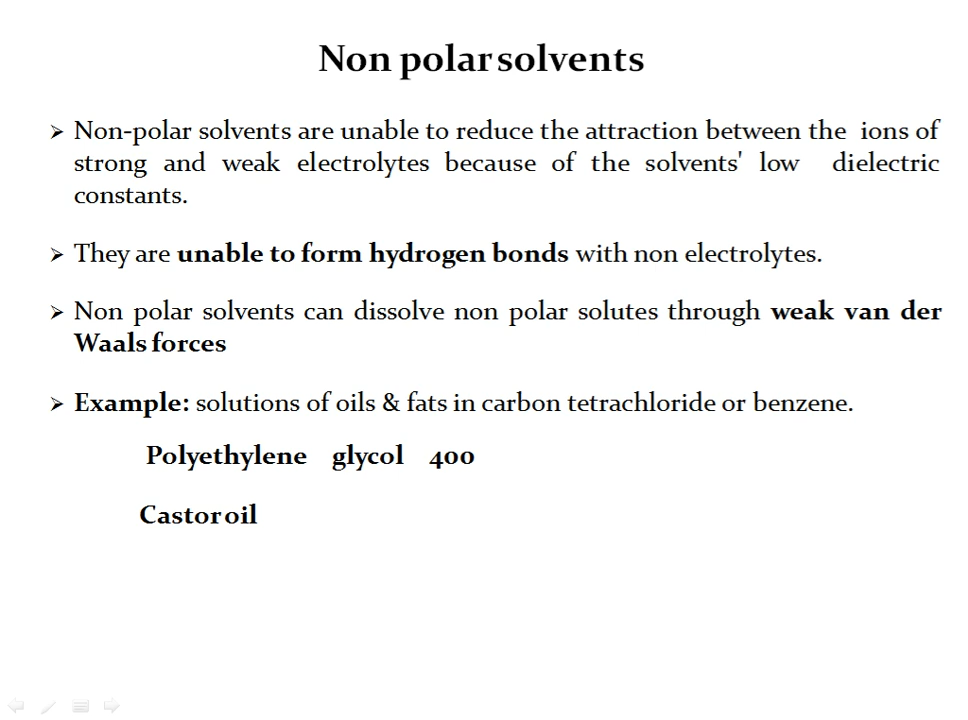 Non polar solvents
➢ Non-polar solvents are unable to reduce the attraction between the ions of
strong and weak electrolytes because of the solvents' low dielectric
constants.
➢ They are unable to form hydrogen bonds with non electrolytes.
➢ Non polar solvents can dissolve non polar solutes through weak van der
Waals forces
➢ Example: solutions of oils & fats in carbon tetrachloride or benzene.
Polyethylene glycol 400
Castor oil